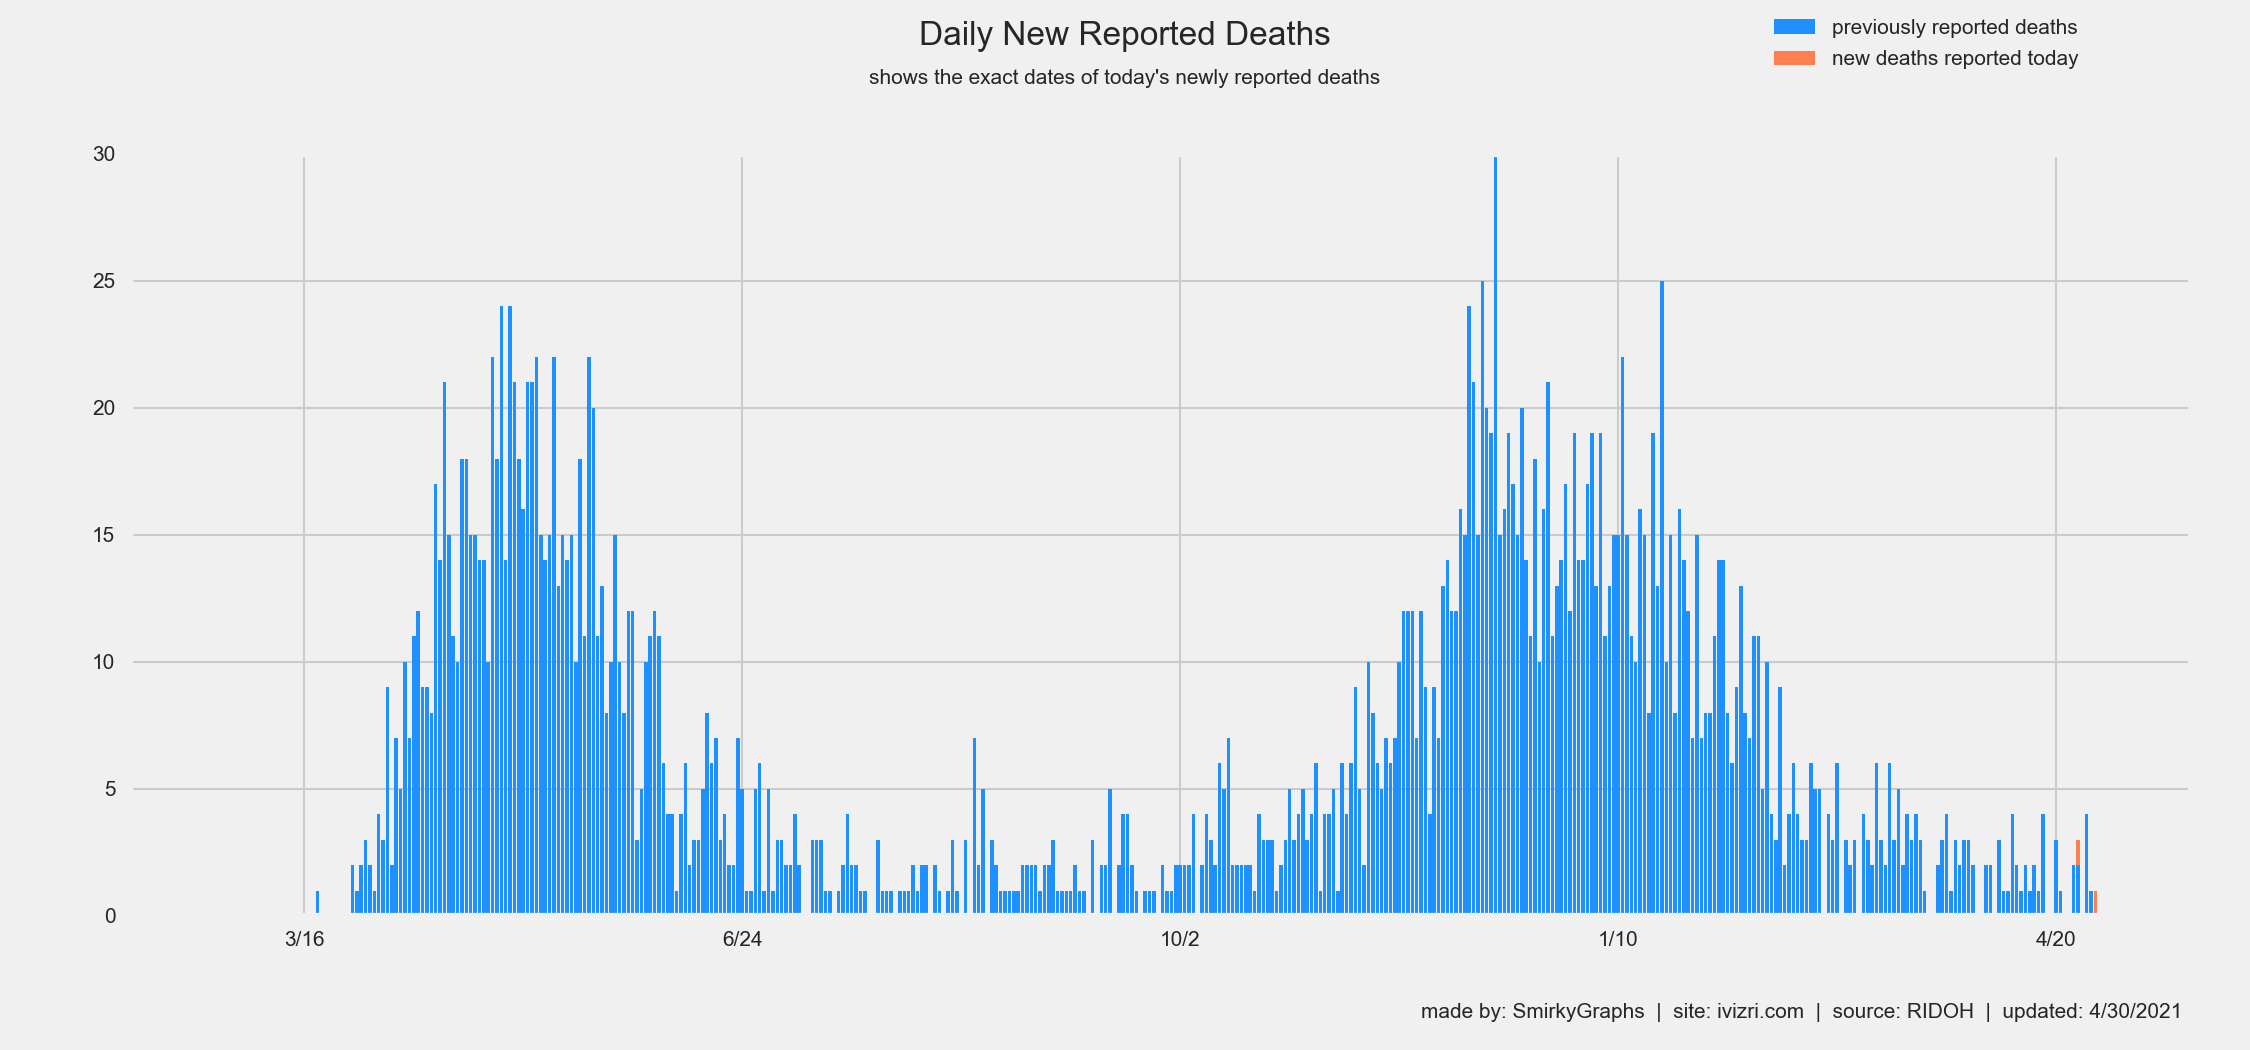 Daily New Reported Deaths
shows the exact dates of today's newly reported deaths
previously reported deaths
new deaths reported today
30
25
20
15
10
5
0
3/16 6/24 10/2 1/10 4/20
made by: SmirkyGraphs | site: ivizri.com | source: RIDOH | updated: 4/30/2021